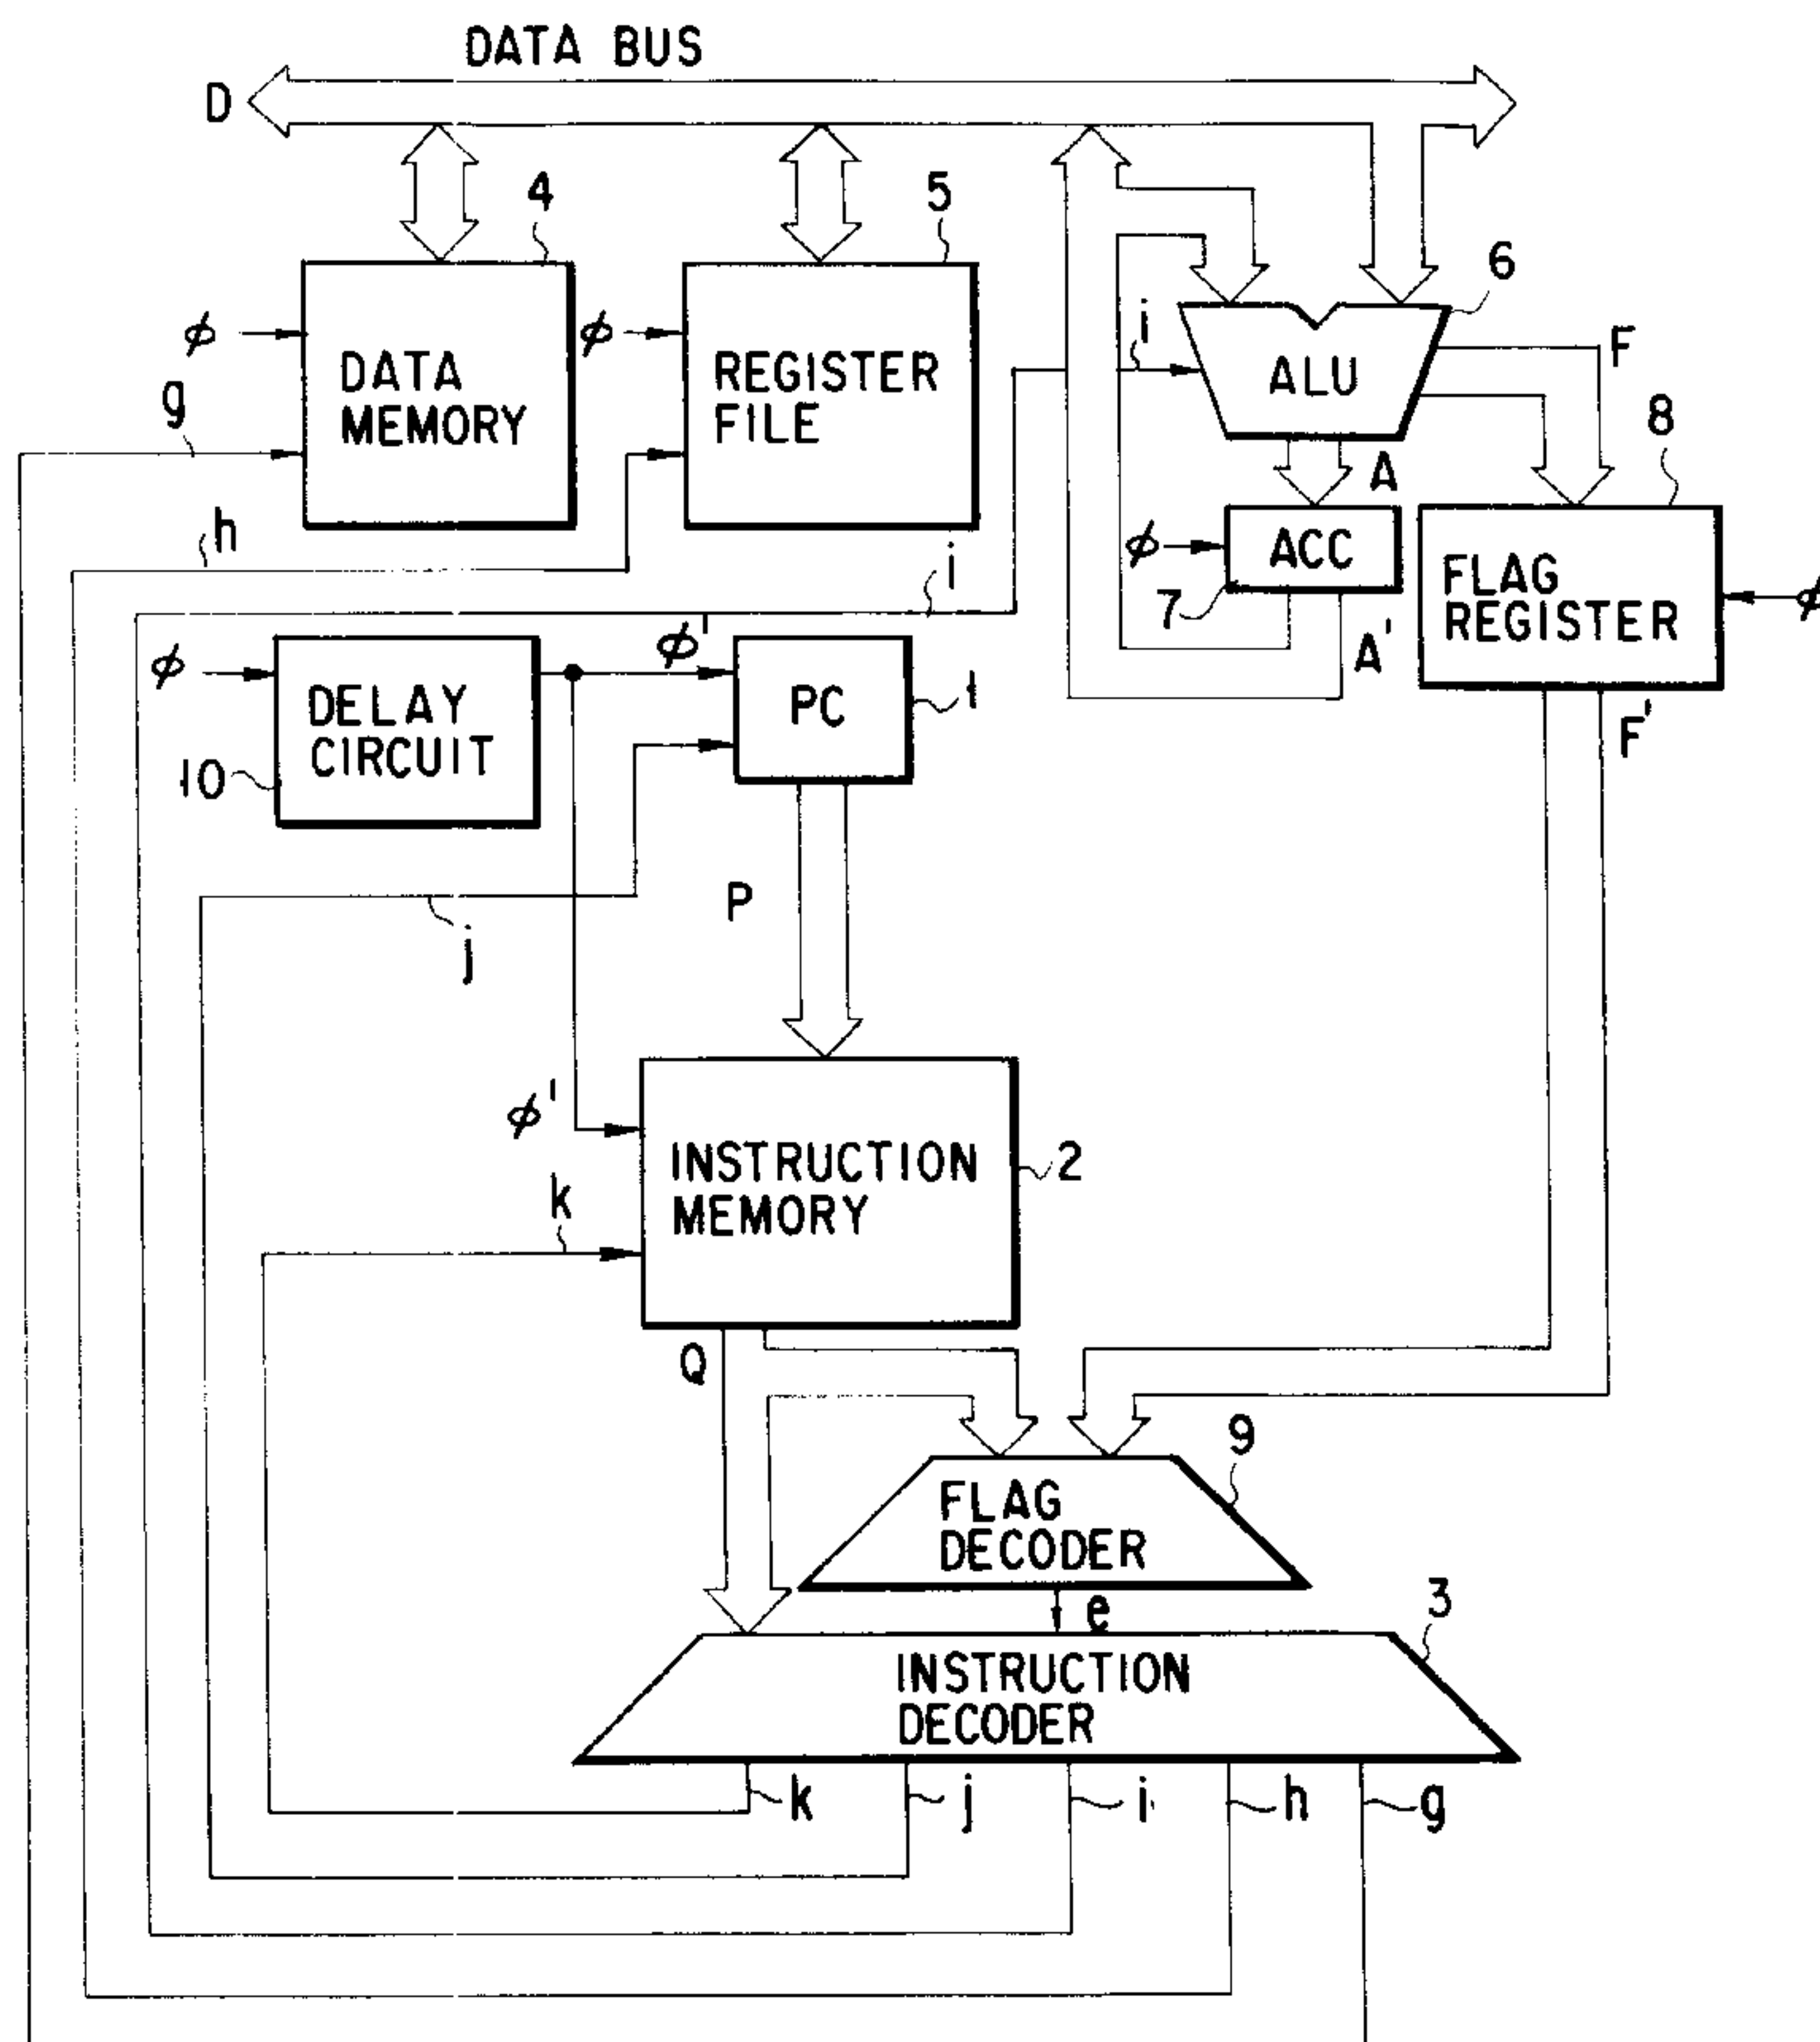 DATA BUS
D
4
5
6
φ
DATA
MEMORY
g
φ
REGISTER
FILE
i
ALU
F
8
h
A
φ
ACC
7
A'
FLAG
REGISTER
φ
i
φ'
φ
DELAY
CIRCUIT
10
PC
1
F'
j
P
φ'
INSTRUCTION
MEMORY
2
k
Q
9
FLAG
DECODER
e
3
INSTRUCTION
DECODER
k
j
i
h
g